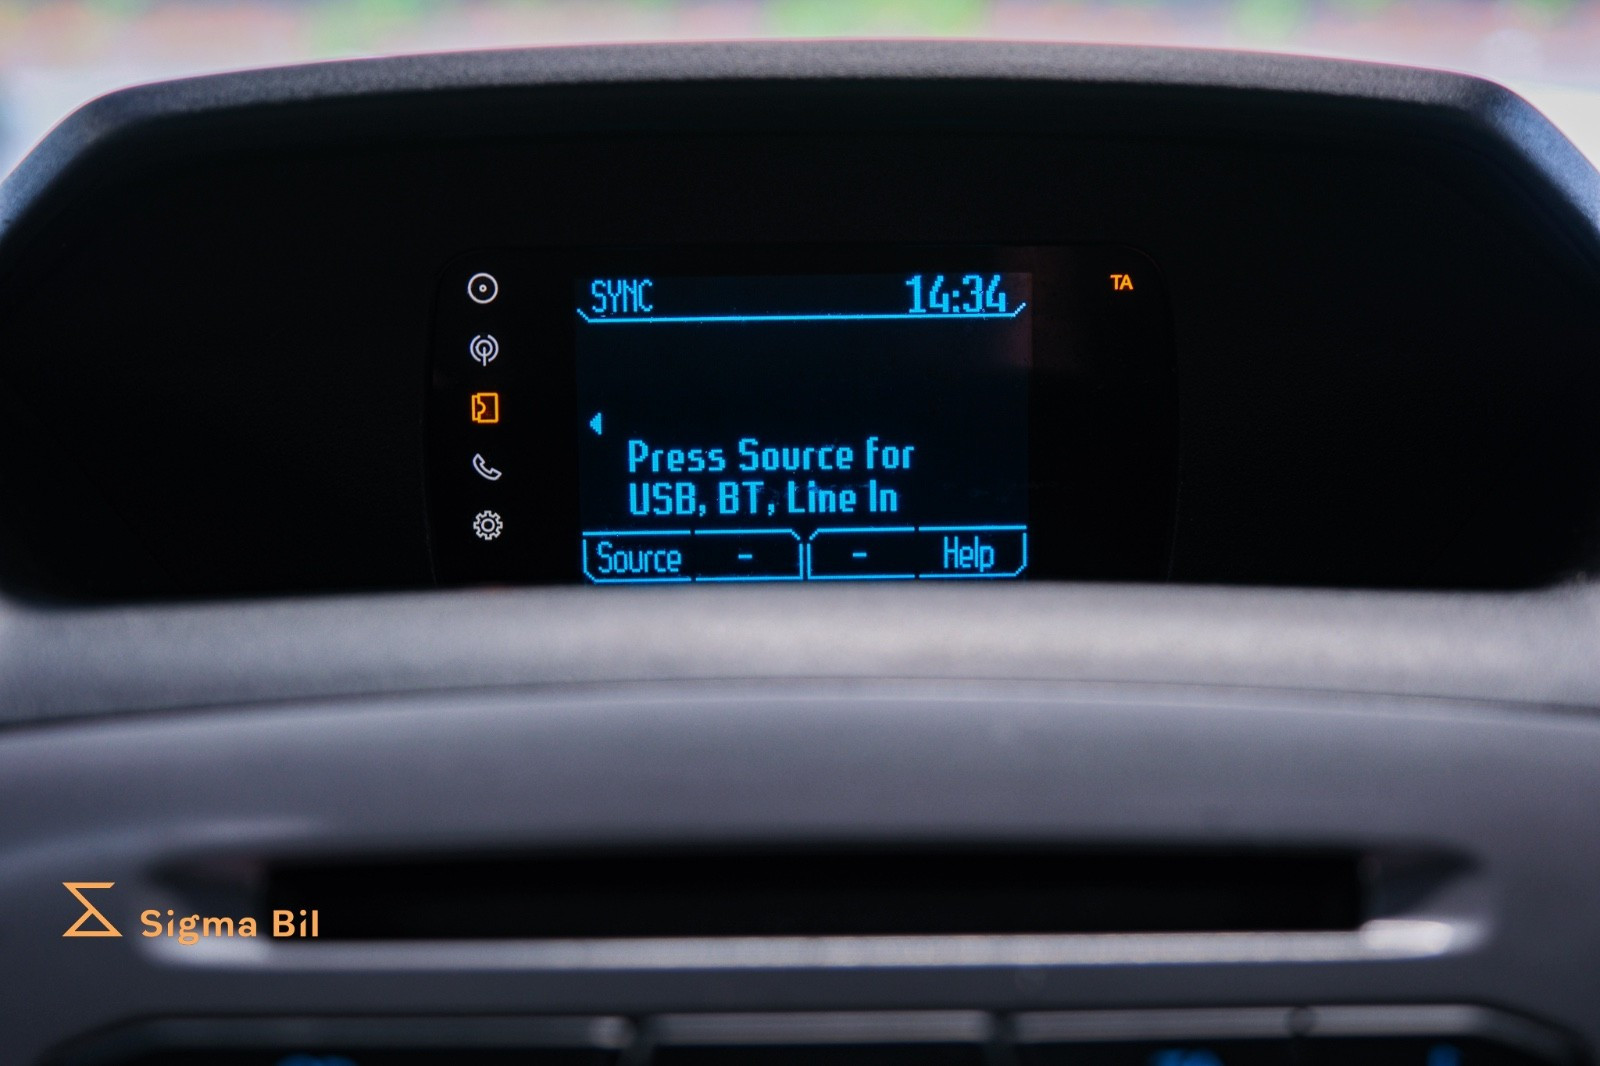 SYNC 14:34
TA
Press Source for
USB, BT, Line In
Source - - Help
Sigma Bil